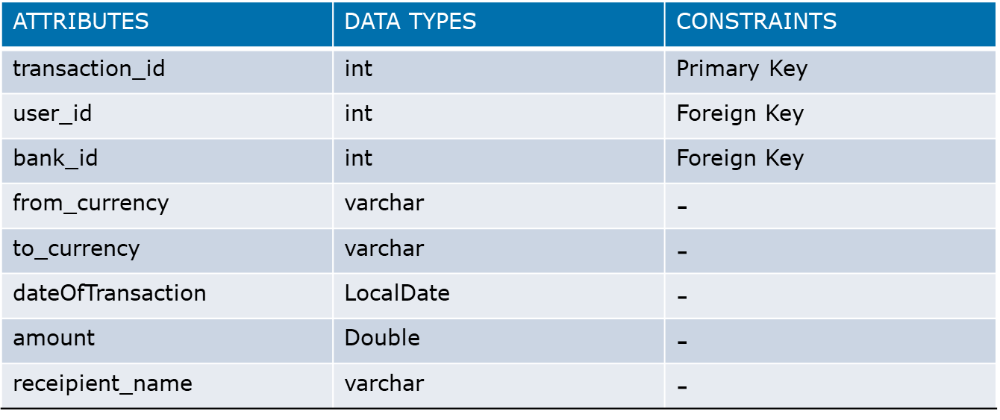 ATTRIBUTES DATA TYPES CONSTRAINTS
transaction_id int Primary Key
user_id int Foreign Key
bank_id int Foreign Key
from_currency varchar -
to_currency varchar -
dateOfTransaction LocalDate -
amount Double -
receipient_name varchar -